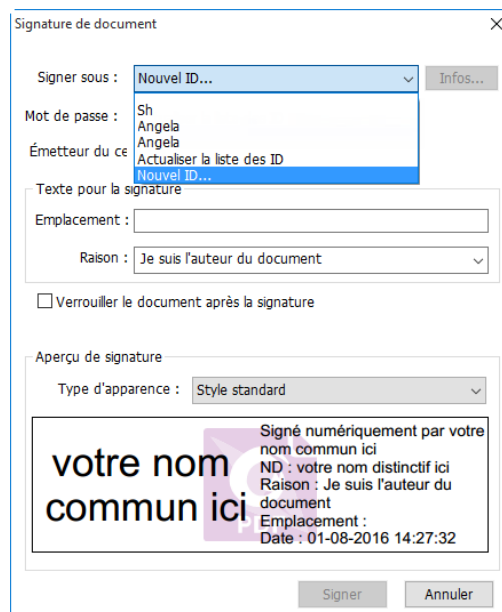 Signature de document
Signer sous :
Nouvel ID...
Infos...
Mot de passe :
Sh
Angela
Angela
Émetteur du ce
Actualiser la liste des ID
Nouvel ID...
Texte pour la signature
Emplacement :
Raison :
Je suis l'auteur du document
Verrouiller le document après la signature
Aperçu de signature
Type d'apparence :
Style standard
votre nom
commun ici
Signé numériquement par votre
nom commun ici
ND : votre nom distinctif ici
Raison : Je suis l'auteur du
document
Emplacement :
Date : 01-08-2016 14:27:32
PDF
Signer
Annuler